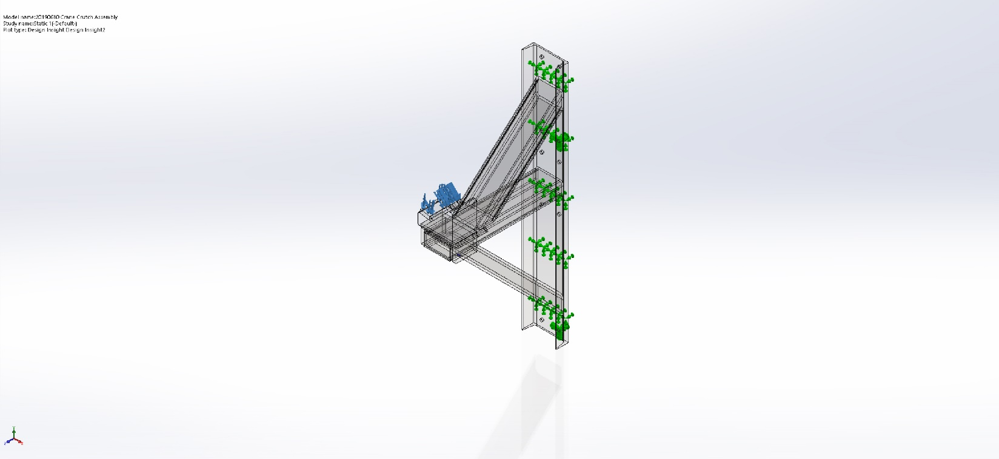 Model name:20190610 Crane Crutch Assembly
Study name:Static 1(-Default-)
Plot type: Design Insight Design Insight2
Y
Z
X